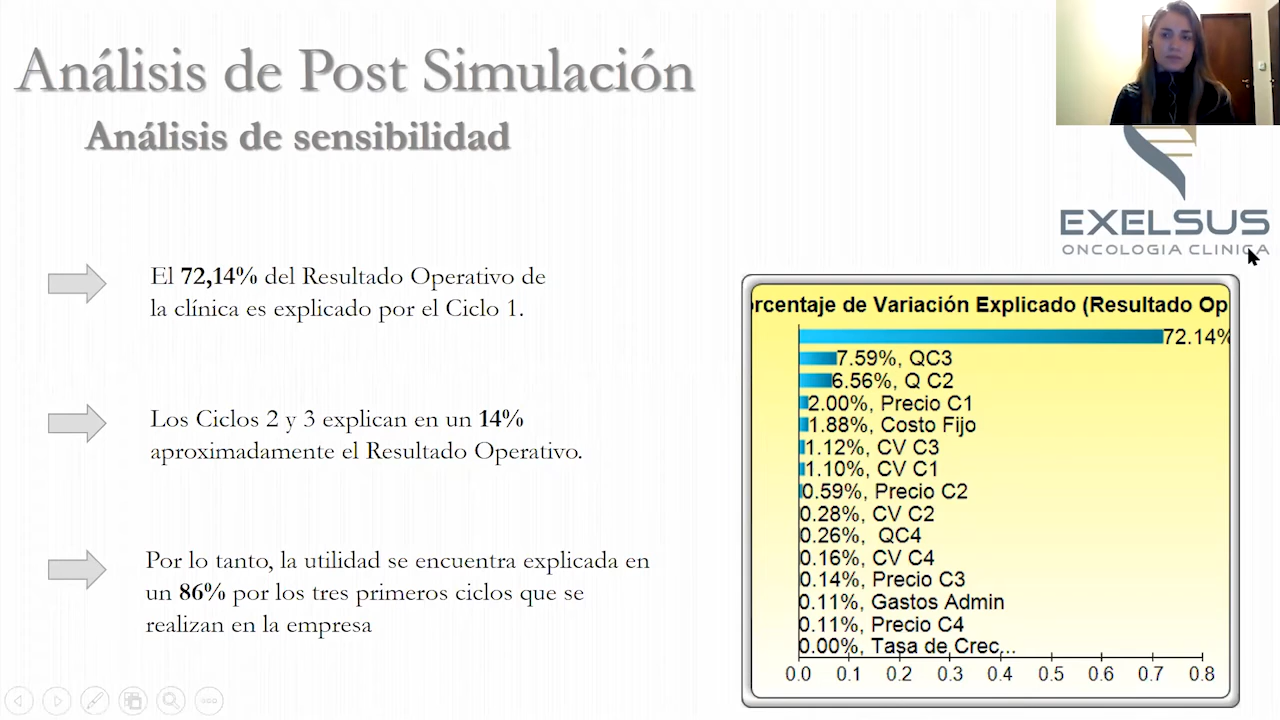 Análisis de Post Simulación
Análisis de sensibilidad
EXELSUS
ONCOLOGIA CLINICA
El 72,14% del Resultado Operativo de
la clínica es explicado por el Ciclo 1.
Los Ciclos 2 y 3 explican en un 14%
aproximadamente el Resultado Operativo.
Por lo tanto, la utilidad se encuentra explicada en
un 86% por los tres primeros ciclos que se
realizan en la empresa
rcentaje de Variación Explicado (Resultado Op
72.14%
7.59%, QC3
6.56%, Q C2
2.00%, Precio C1
1.88%, Costo Fijo
1.12%, CV C3
1.10%, CV C1
0.59%, Precio C2
0.28%, CV C2
0.26%, QC4
0.16%, CV C4
0.14%, Precio C3
0.11%, Gastos Admin
0.11%, Precio C4
0.00%, Tasa de Crec...
0.0 0.1 0.2 0.3 0.4 0.5 0.6 0.7 0.8